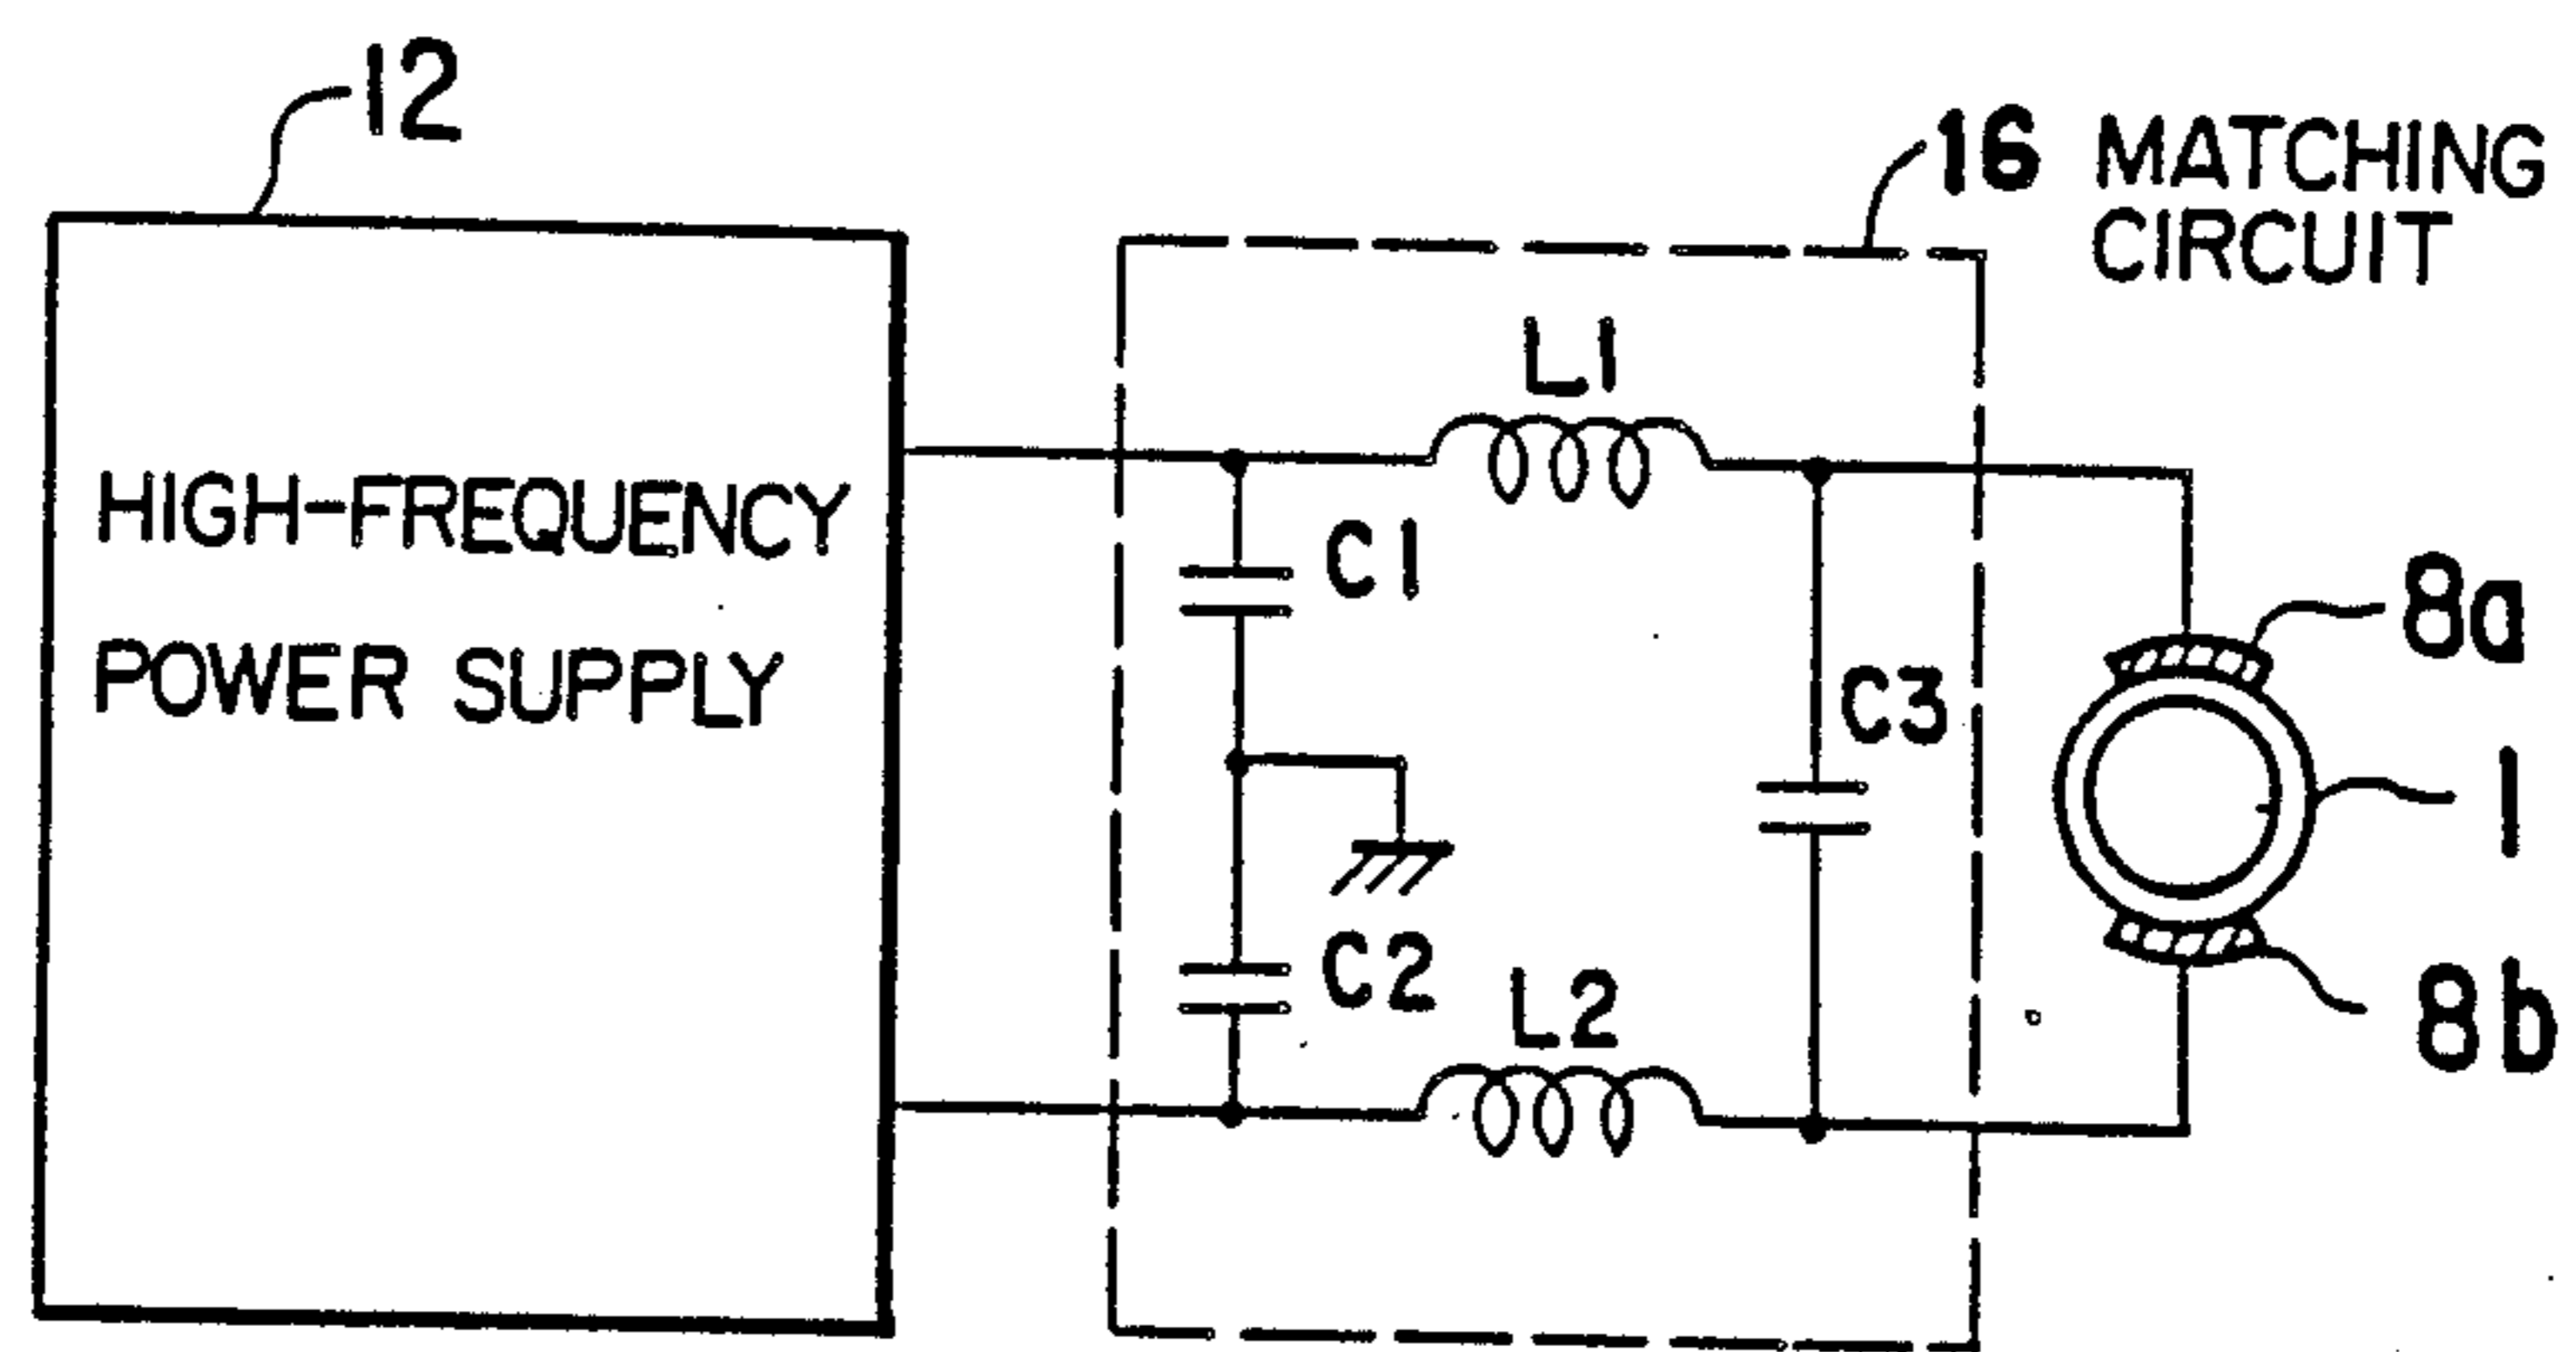 12
16 MATCHING
CIRCUIT
L1
HIGH-FREQUENCY
C1
8a
POWER SUPPLY
C3
1
C2
L2
8b